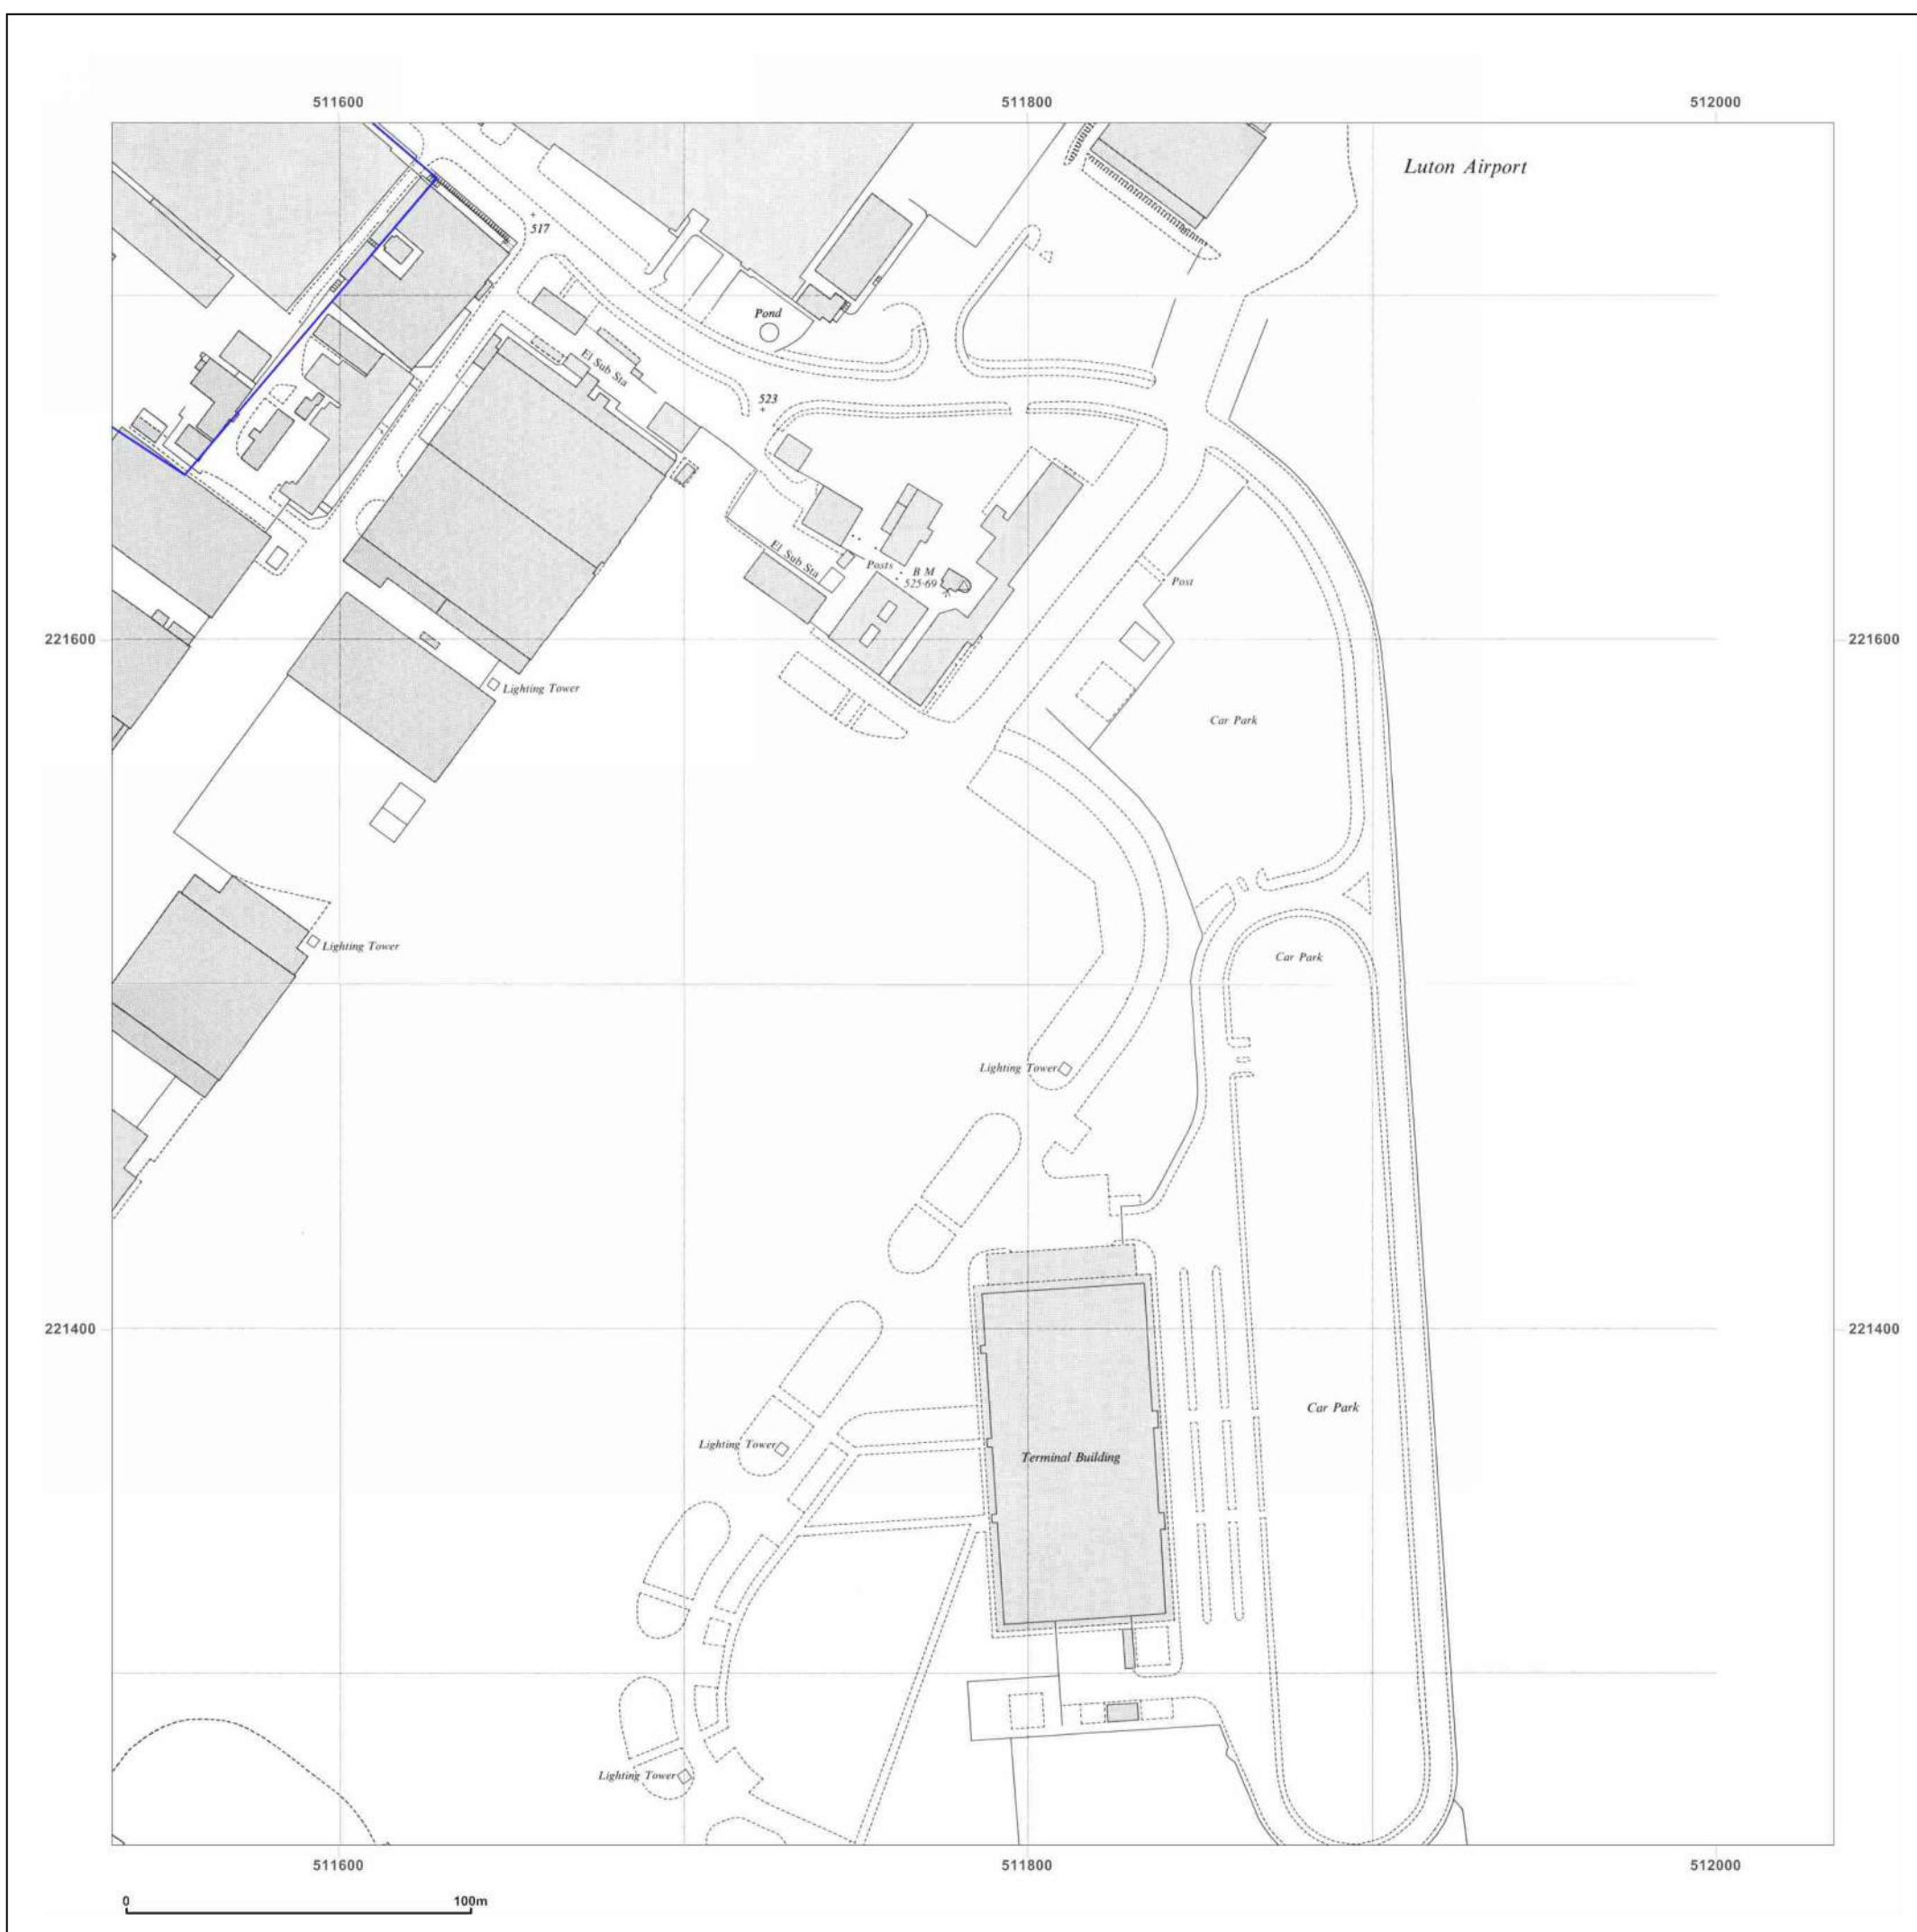 511600
511800
512000
Luton Airport
517
Pond
El Sub Sta
523
El Sub Sta
Posts
B M
525·69
Post
221600
221600
Lighting Tower
Car Park
Lighting Tower
Car Park
Lighting Tower
221400
221400
Car Park
Lighting Tower
Terminal Building
Lighting Tower
511600
511800
512000
0
100m